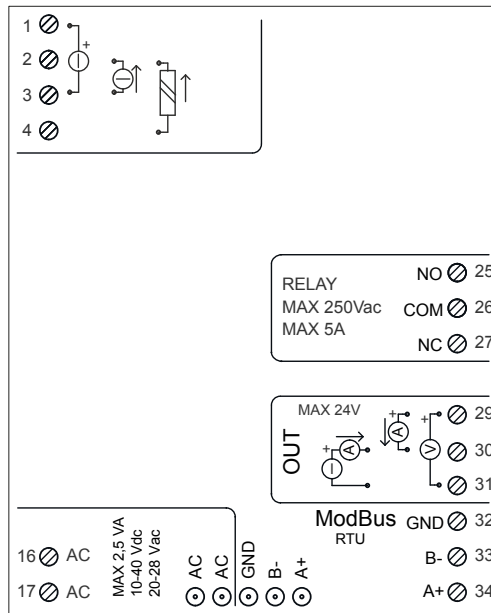 1
+
2
3
4
RELAY
MAX 250Vac
MAX 5A
NO 25
COM 26
NC 27
MAX 24V
OUT
+
A
+
A
+
V
29
30
31
ModBus
RTU
GND 32
B- 33
A+ 34
16 AC
17 AC
MAX 2,5 VA
10-40 Vdc
20-28 Vac
AC
AC
GND
B-
A+